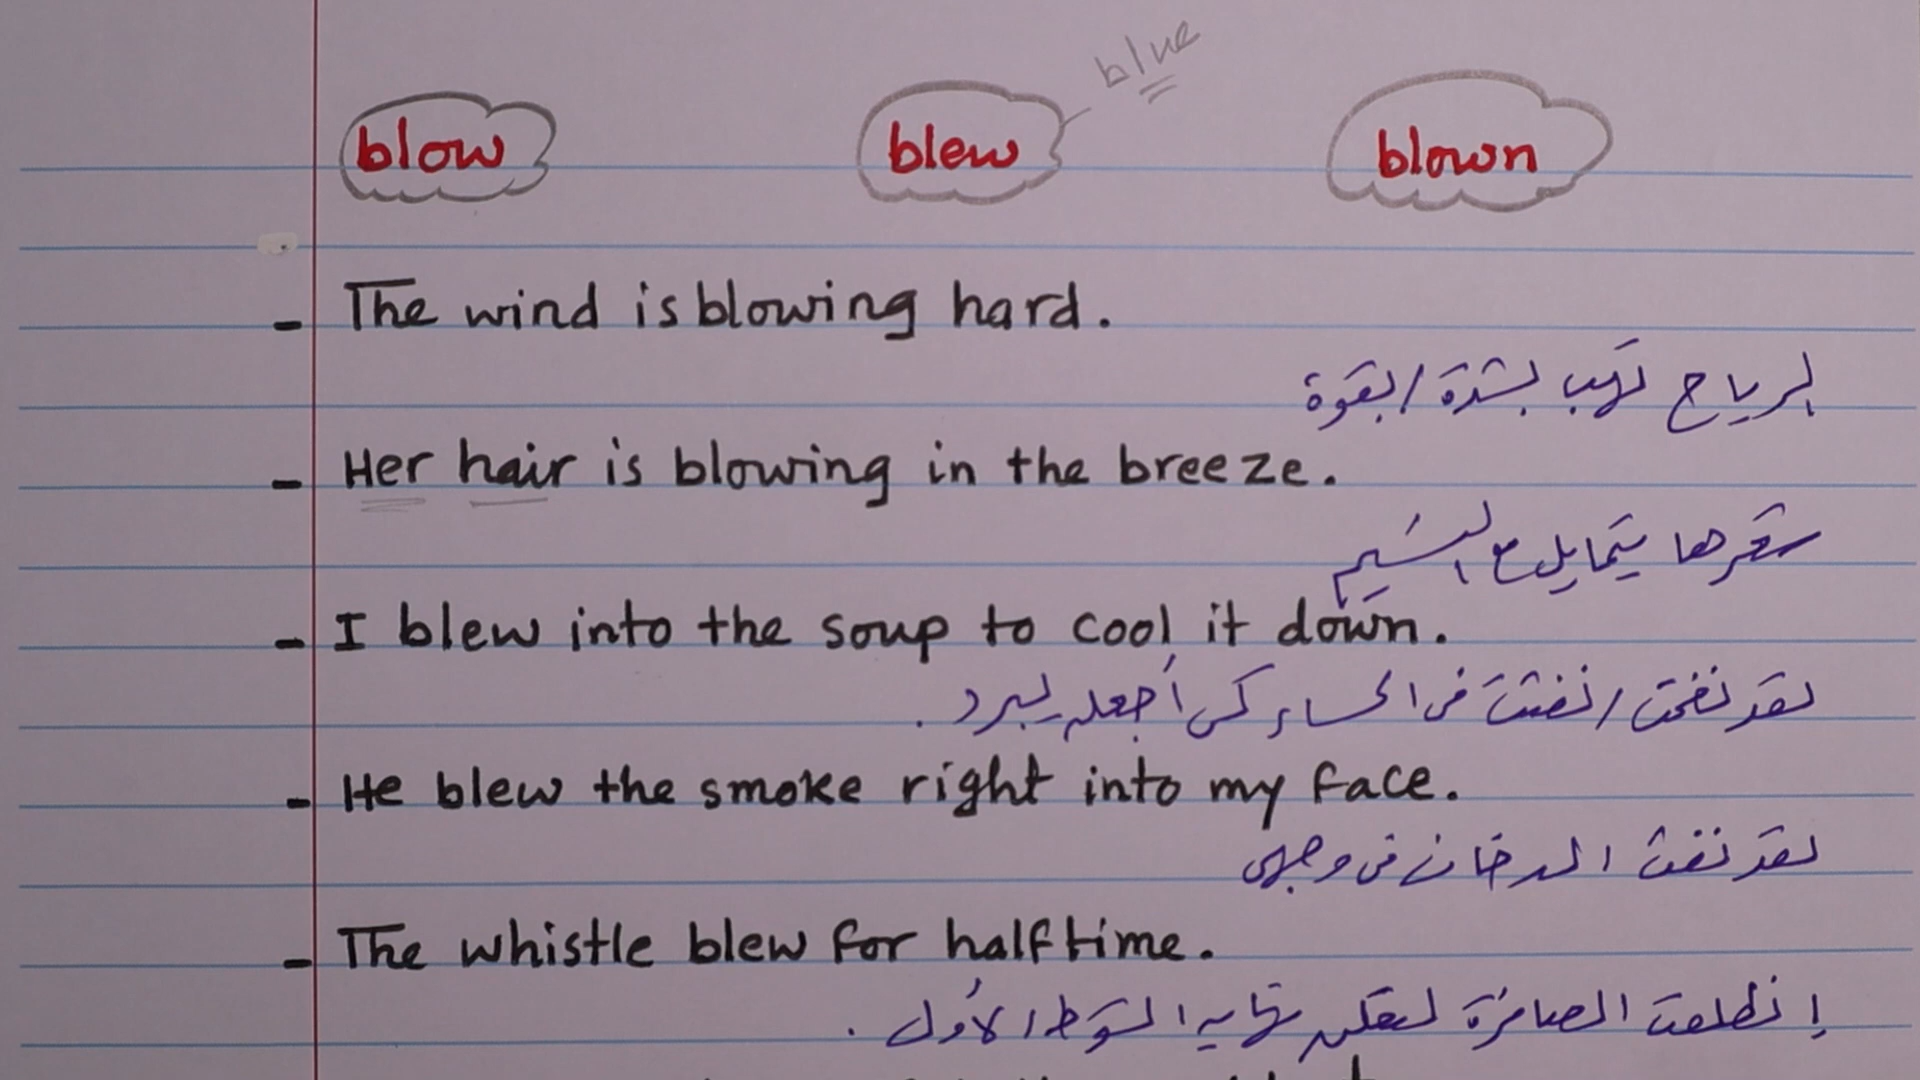 blue
blow blew blown
- The wind is blowing hard.
الرياح تهب بشدة / بقوة
- Her hair is blowing in the breeze.
شعرها يتمايل مع النسيم
- I blew into the soup to cool it down.
لقد نفخت / نفثت في الحساء كي أجعله يبرد .
- He blew the smoke right into my face.
لقد نفث الدخان في وجهي
- The whistle blew for halftime.
إنطلقت الصافرة لتعلن نهاية الشوط الأول .